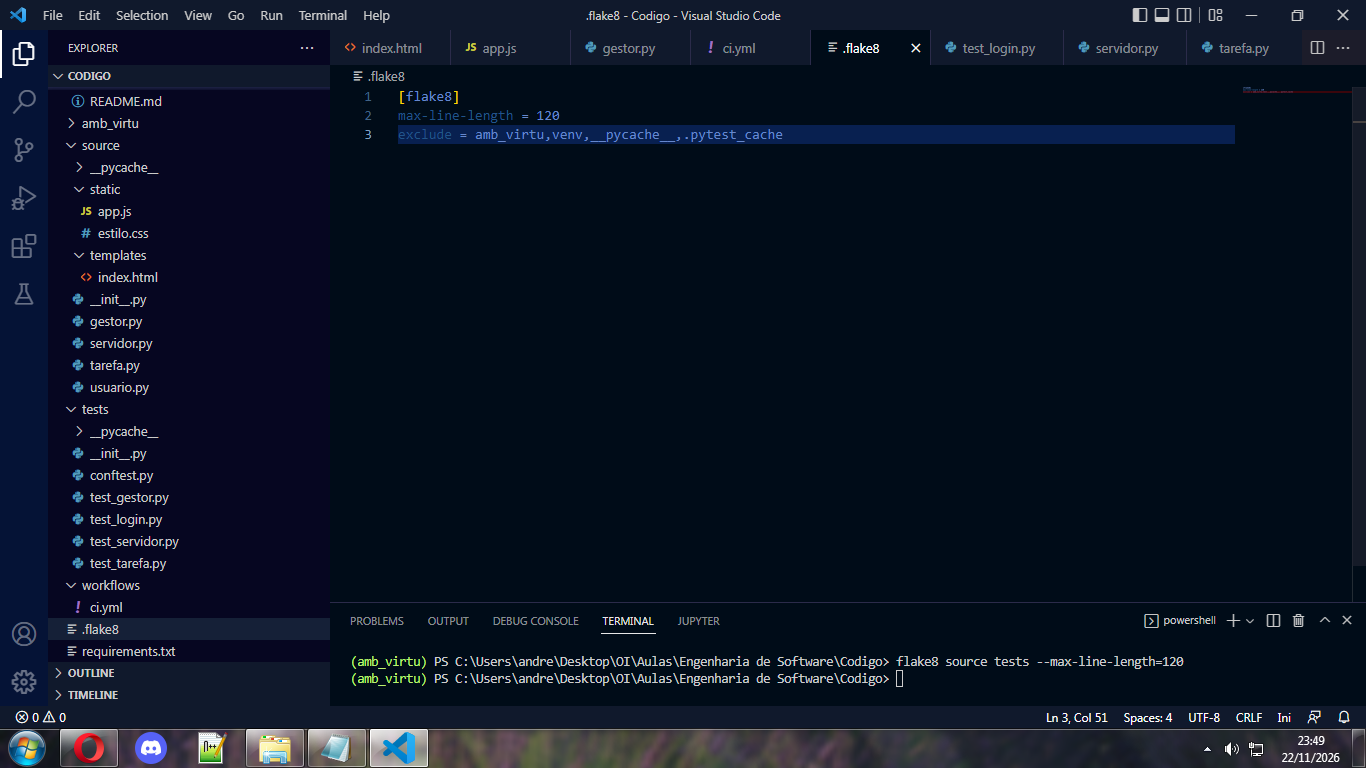 File Edit Selection View Go Run Terminal Help .flake8 - Codigo - Visual Studio Code
EXPLORER
CODIGO
README.md
amb_virtu
source
__pycache__
static
JS app.js
# estilo.css
templates
<> index.html
__init__.py
gestor.py
servidor.py
tarefa.py
usuario.py
tests
__pycache__
__init__.py
conftest.py
test_gestor.py
test_login.py
test_servidor.py
test_tarefa.py
workflows
! ci.yml
.flake8
requirements.txt
OUTLINE
TIMELINE
<> index.html JS app.js gestor.py ! ci.yml .flake8 test_login.py servidor.py tarefa.py
.flake8
1 [flake8]
2 max-line-length = 120
3 exclude = amb_virtu,venv,__pycache__,.pytest_cache
PROBLEMS OUTPUT DEBUG CONSOLE TERMINAL JUPYTER powershell
(amb_virtu) PS C:\Users\andre\Desktop\OI\Aulas\Engenharia de Software\Codigo> flake8 source tests --max-line-length=120
(amb_virtu) PS C:\Users\andre\Desktop\OI\Aulas\Engenharia de Software\Codigo>
0 0 Ln 3, Col 51 Spaces: 4 UTF-8 CRLF Ini
23:49
22/11/2026